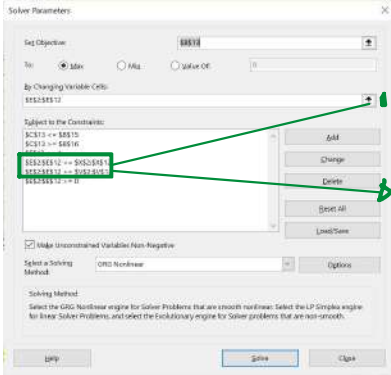 Solver Parameters
Set Objective:
To:
Max
Min
Value Of:
0
By Changing Variable Cells:
$E$2:$E$12
Subject to the Constraints:
$C$13 <= $B$15
$C$13 >= $B$16
$E$2:$E$12 >= 0
Add
Change
Delete
Reset All
Load/Save
Make Unconstrained Variables Non-Negative
Select a Solving
Method:
GRG Nonlinear
Options
Solving Method
Select the GRG Nonlinear engine for Solver Problems that are smooth nonlinear. Select the LP Simplex engine
for linear Solver Problems, and select the Evolutionary engine for Solver problems that are non-smooth.
Help
Solve
Close